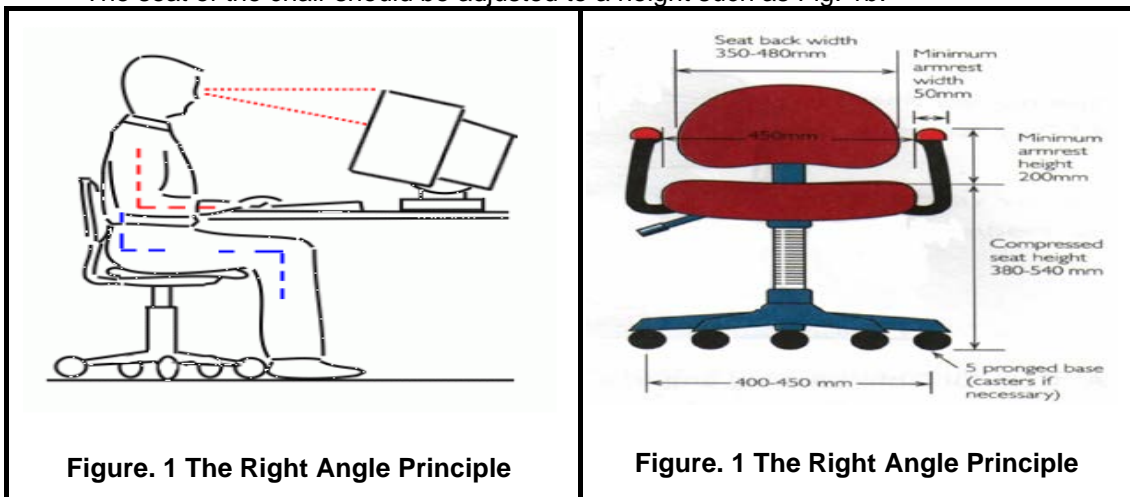 The seat of the chair should be adjusted to a height such as Fig. 1b.
Seat back width
350-480mm
Minimum
armrest
width
50mm
450mm
Minimum
armrest
height
200mm
Compressed
seat height
380-540 mm
400-450 mm
5 pronged base
(casters if
necessary)
Figure. 1 The Right Angle Principle
Figure. 1 The Right Angle Principle